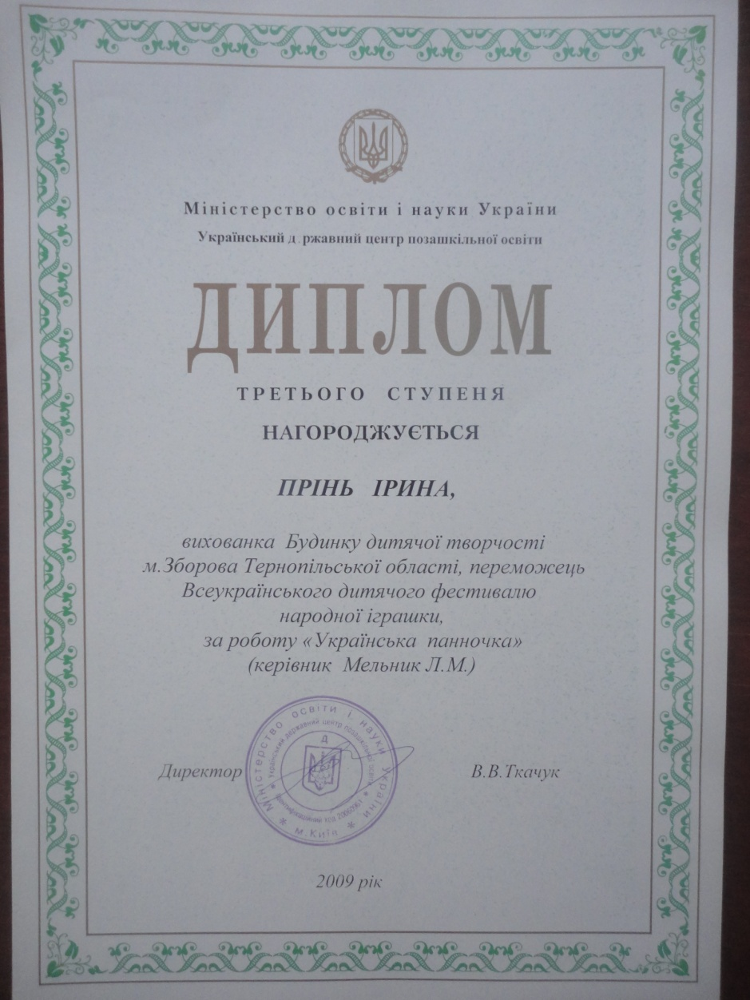 Міністерство освіти і науки України
Український д.ржавний центр позашкільної освіти
ДИПЛОМ
ТРЕТЬОГО СТУПЕНЯ
НАГОРОДЖУЄТЬСЯ
ПРІНЬ ІРИНА,
вихованка Будинку дитячої творчості
м.Зборова Тернопільської області, переможець
Всеукраїнського дитячого фестивалю
народної іграшки,
за роботу «Українська панночка»
(керівник Мельник Л.М.)
Директор
Міністерство освіти і науки України
Український державний центр позашкільної освіти
Д
Ідентифікаційний код
* м.Київ *
В.В.Ткачук
2009 рік